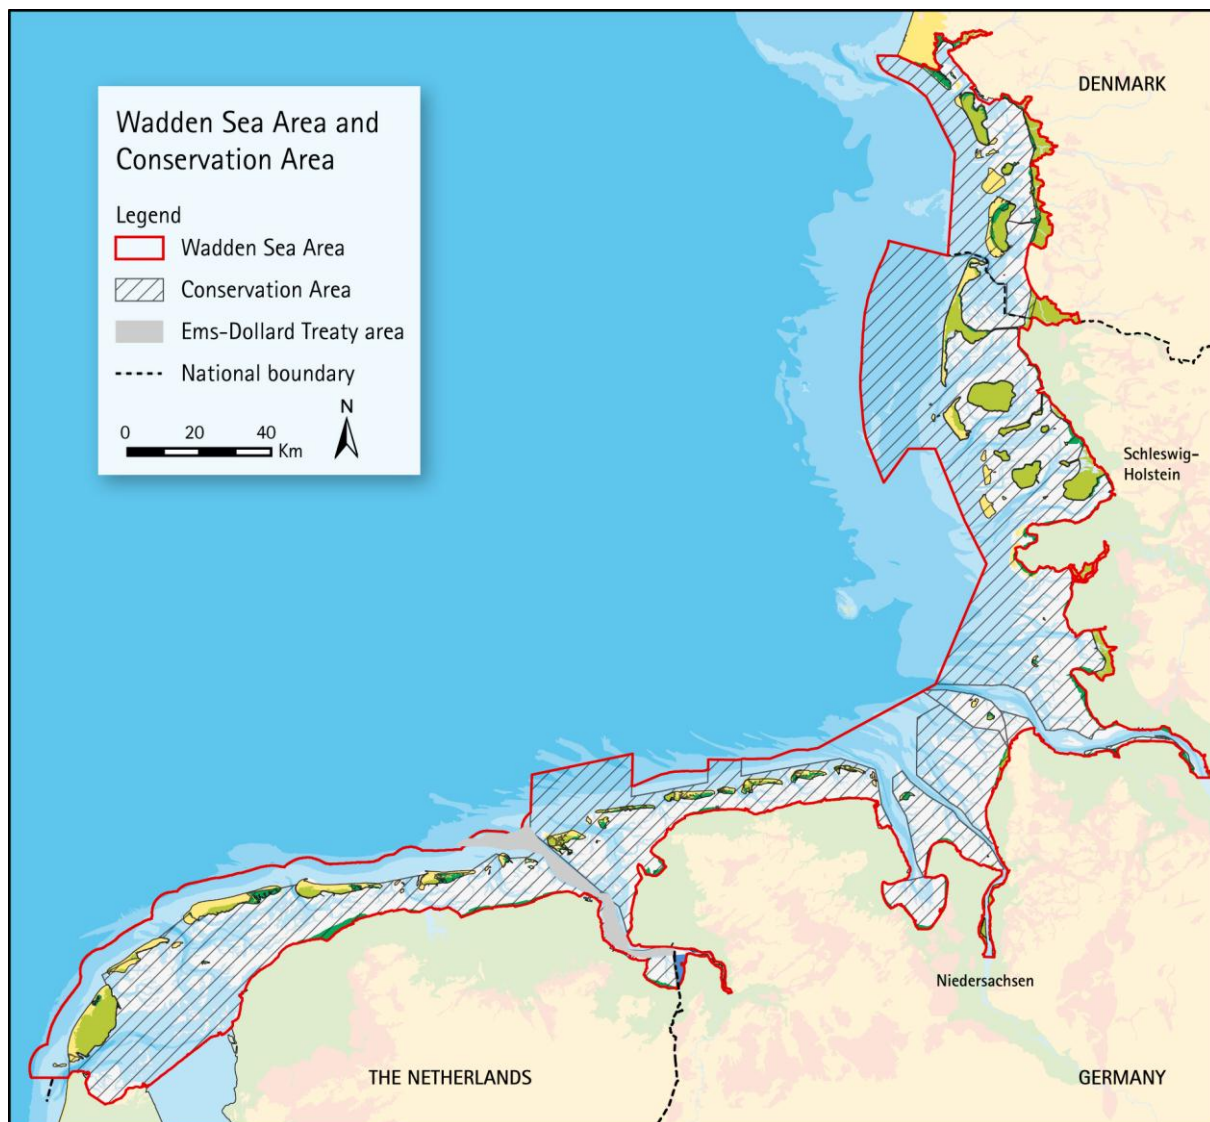 Wadden Sea Area and
Conservation Area
Legend
Wadden Sea Area
Conservation Area
Ems-Dollard Treaty area
National boundary
N
0 20 40
Km
DENMARK
Schleswig-
Holstein
Niedersachsen
THE NETHERLANDS
GERMANY